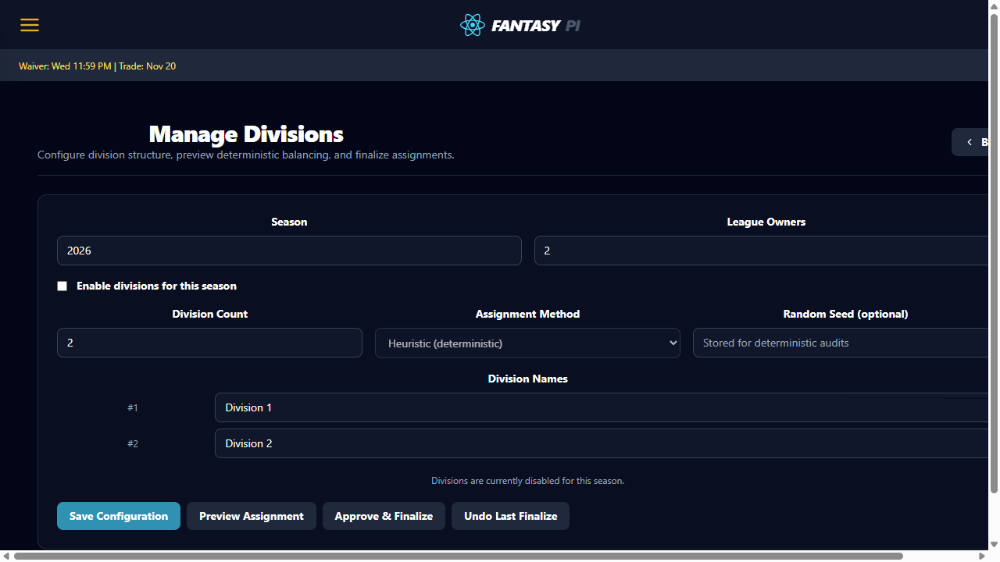 FANTASY PI
Waiver: Wed 11:59 PM | Trade: Nov 20
Manage Divisions
Configure division structure, preview deterministic balancing, and finalize assignments.
B
Season
League Owners
2026
2
Enable divisions for this season
Division Count
Assignment Method
Random Seed (optional)
2
Heuristic (deterministic)
Stored for deterministic audits
Division Names
#1
Division 1
#2
Division 2
Divisions are currently disabled for this season.
Save Configuration
Preview Assignment
Approve & Finalize
Undo Last Finalize